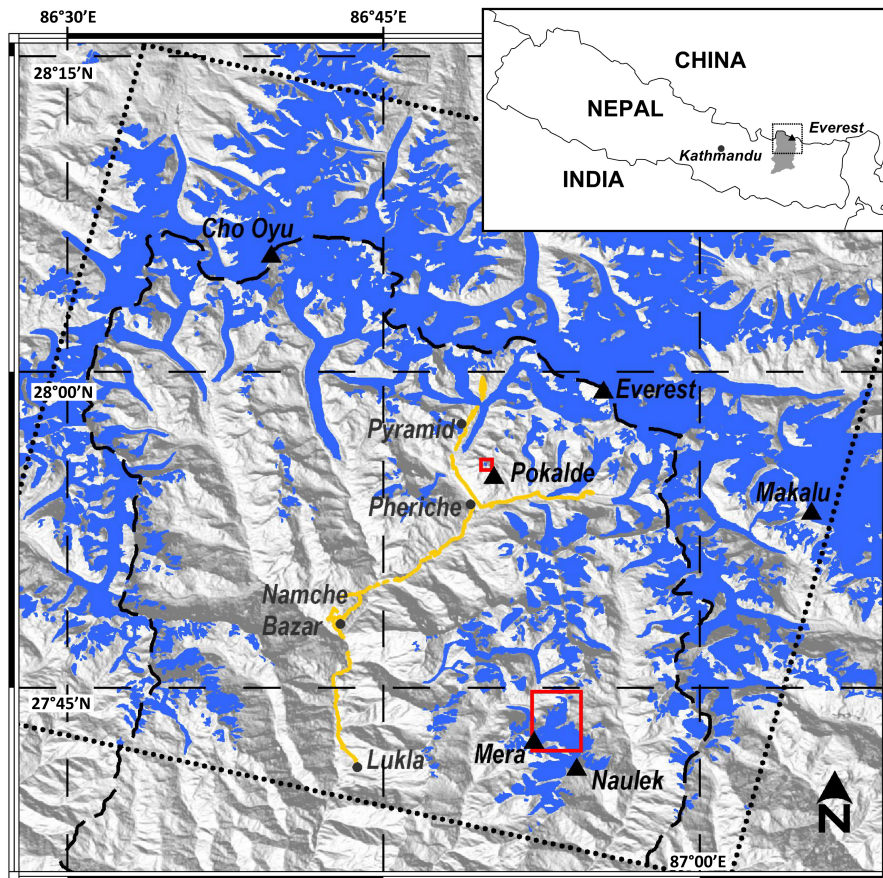 86°30'E
86°45'E
28°15'N
CHINA
NEPAL
Everest
Kathmandu
INDIA
Cho Oyu
28°00'N
Everest
Pyramid
Pokalde
Makalu
Pheriche
Namche
Bazar
27°45'N
Mera
Lukla
Naulek
N
87°00'E